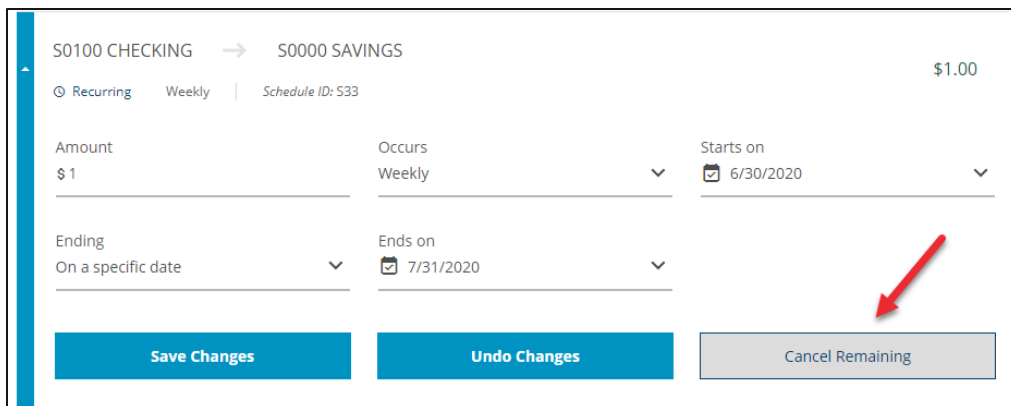 S0100 CHECKING S0000 SAVINGS
$1.00
Recurring Weekly Schedule ID: S33
Amount Occurs Starts on
$ 1 Weekly 6/30/2020
Ending Ends on
On a specific date 7/31/2020
Save Changes Undo Changes Cancel Remaining